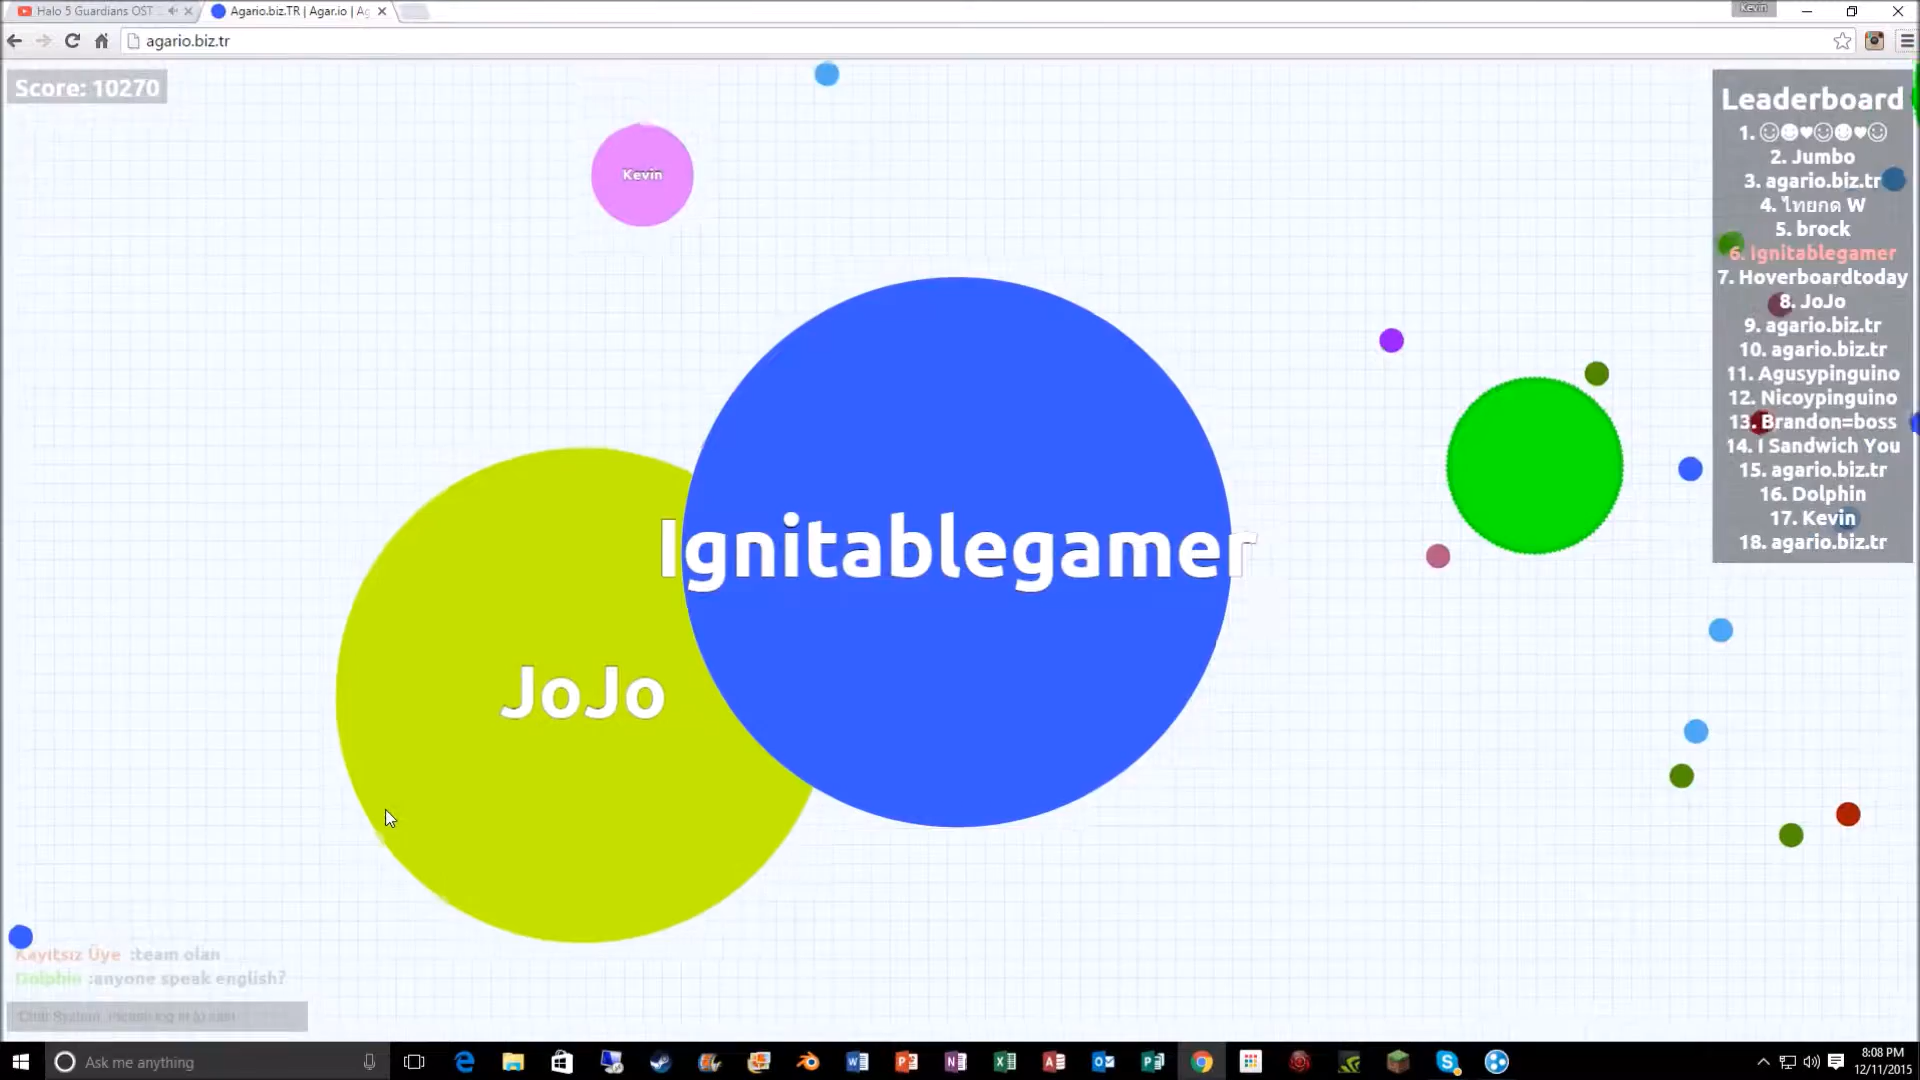 Halo 5 Guardians OST
Agario.biz.TR | Agar.io | Ag
Kevin
agario.biz.tr
Score: 10270
Leaderboard
1. ☺☻♥☺☻♥☺
2. Jumbo
3. agario.biz.tr
4. ไทยกด W
5. brock
6. Ignitablegamer
7. Hoverboardtoday
8. JoJo
9. agario.biz.tr
10. agario.biz.tr
11. Agusypinguino
12. Nicoypinguino
13. Brandon=boss
14. I Sandwich You
15. agario.biz.tr
16. Dolphin
17. Kevin
18. agario.biz.tr
Kevin
Ignitablegamer
JoJo
Kayıtsız Üye :team olan
Dolphin :anyone speak english?
Ask me anything
8:08 PM
12/11/2015